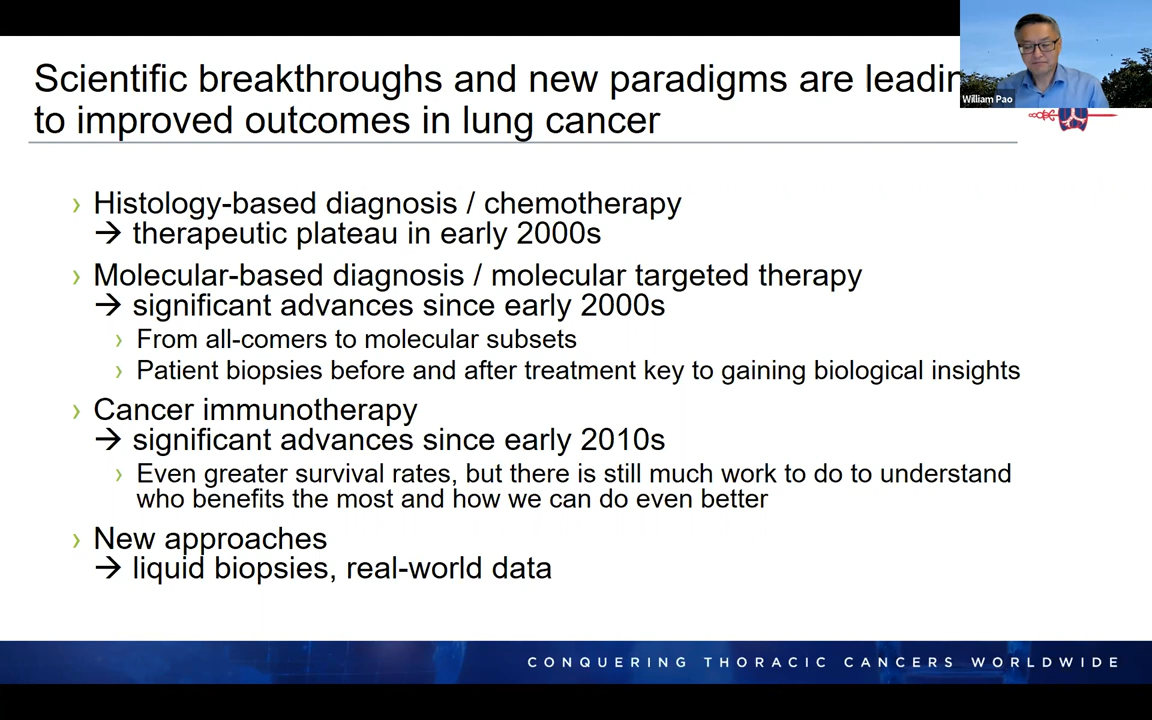 Scientific breakthroughs and new paradigms are leadin
to improved outcomes in lung cancer
William Pao
› Histology-based diagnosis / chemotherapy
→ therapeutic plateau in early 2000s
› Molecular-based diagnosis / molecular targeted therapy
→ significant advances since early 2000s
› From all-comers to molecular subsets
› Patient biopsies before and after treatment key to gaining biological insights
› Cancer immunotherapy
→ significant advances since early 2010s
› Even greater survival rates, but there is still much work to do to understand
who benefits the most and how we can do even better
› New approaches
→ liquid biopsies, real-world data
CONQUERING THORACIC CANCERS WORLDWIDE